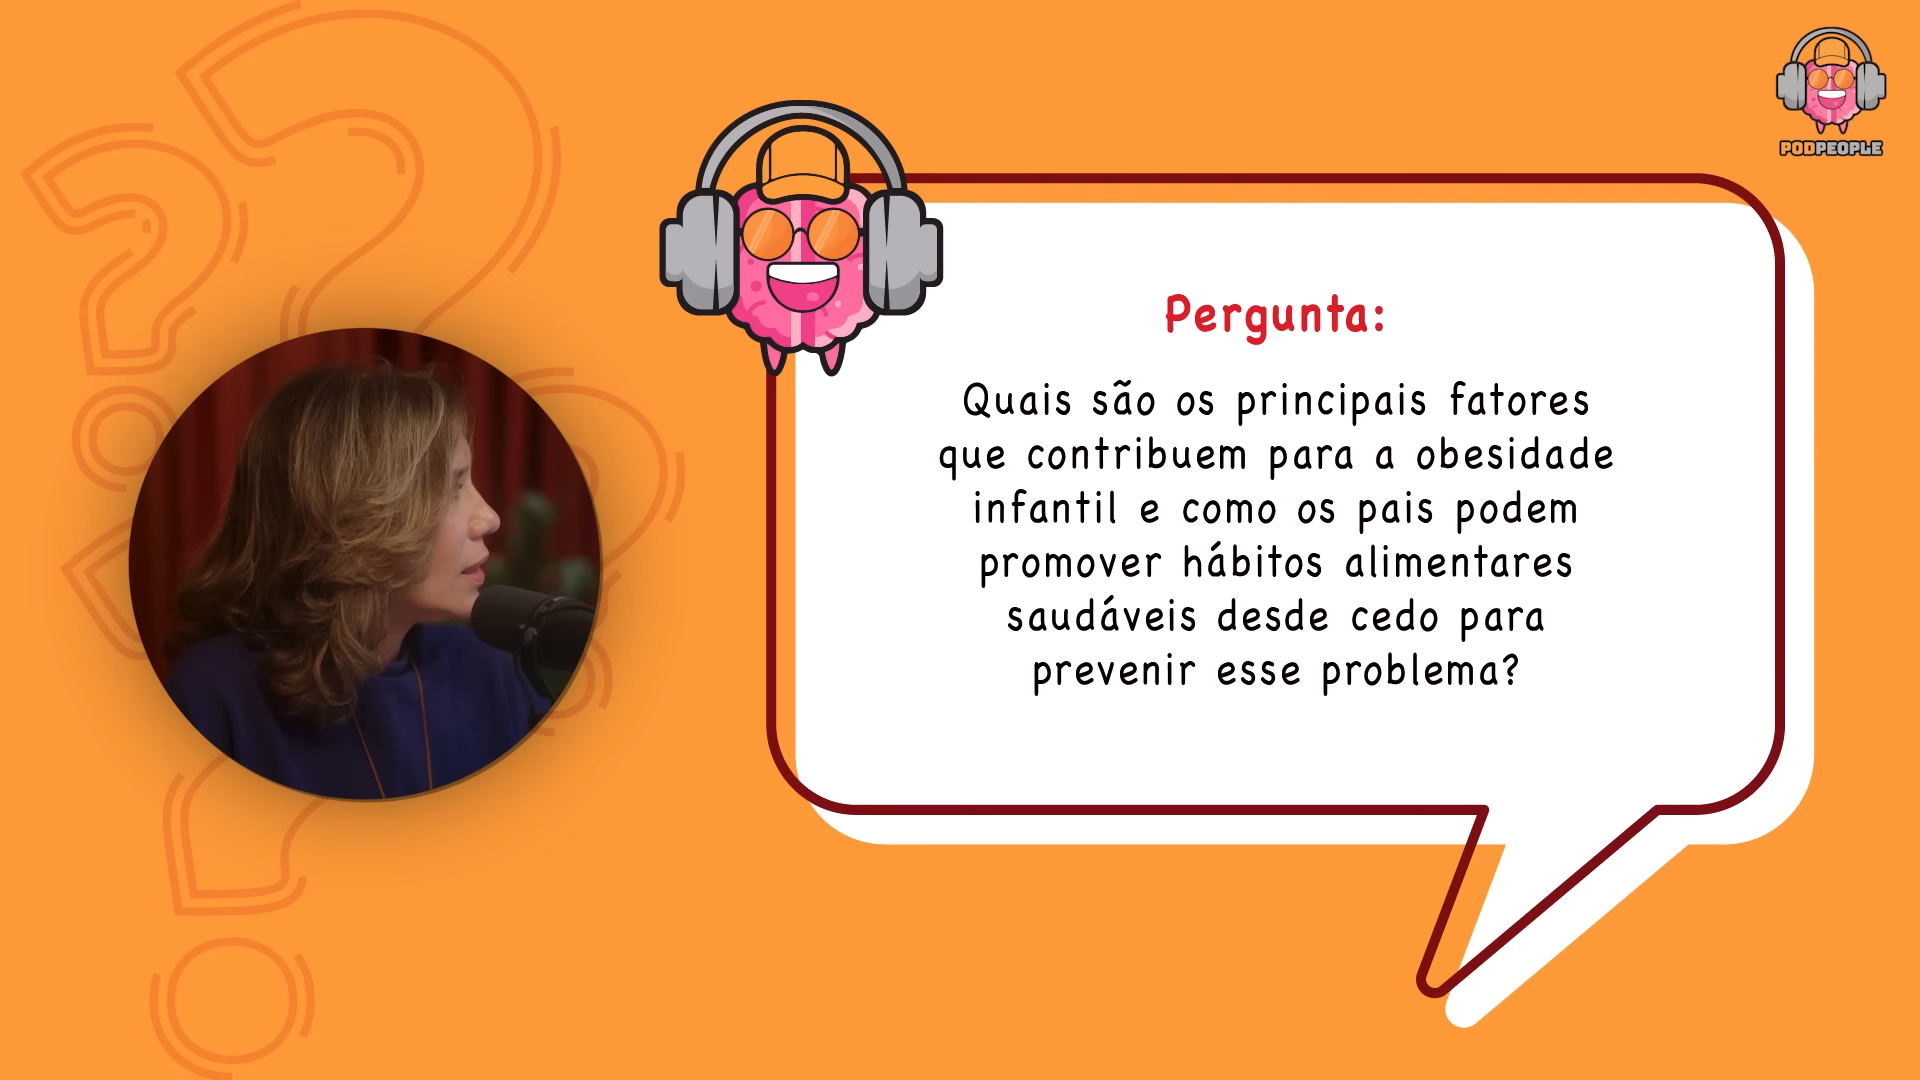 PODPEOPLE
Pergunta:
Quais são os principais fatores
que contribuem para a obesidade
infantil e como os pais podem
promover hábitos alimentares
saudáveis desde cedo para
prevenir esse problema?